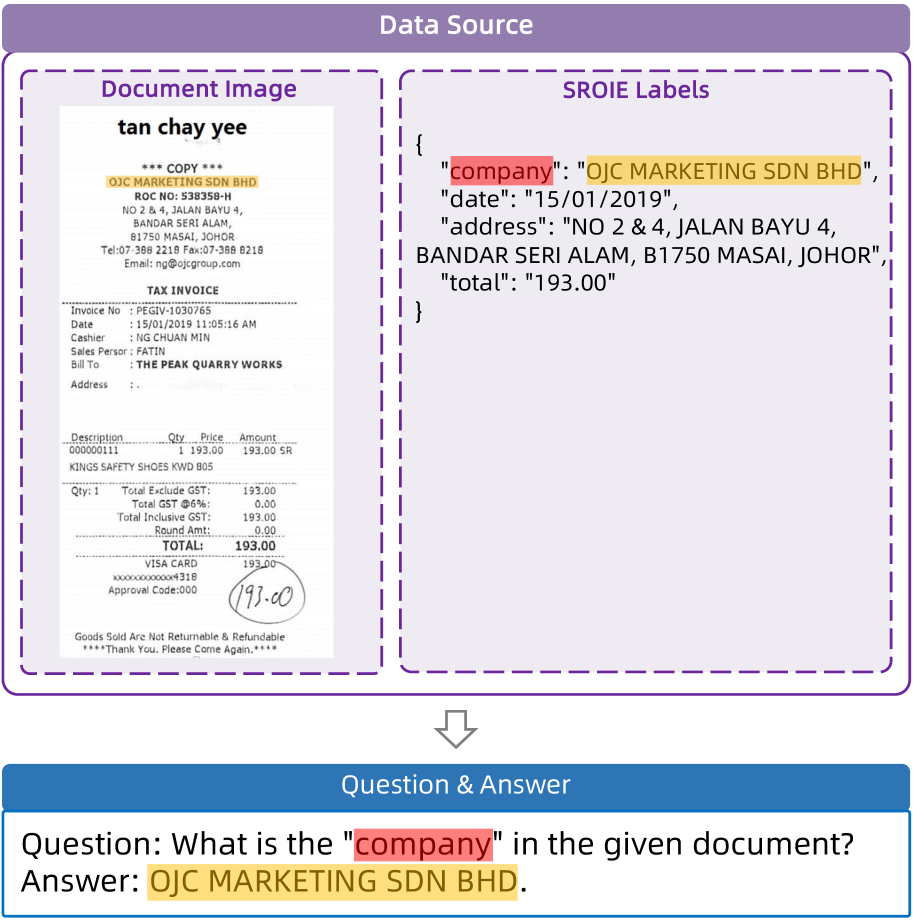 Data Source
Document Image
tan chay yee
*** COPY ***
OJC MARKETING SDN BHD
ROC NO: 538358-H
NO 2 & 4, JALAN BAYU 4,
BANDAR SERI ALAM,
81750 MASAI, JOHOR
Tel:07-388 2218 Fax:07-388 8218
Email: ng@ojcgroup.com
TAX INVOICE
Invoice No : PEGIV-1030765
Date : 15/01/2019 11:05:16 AM
Cashier : NG CHUAN MIN
Sales Persor : FATIN
Bill To : THE PEAK QUARRY WORKS
Address : .
Description Qty Price Amount
000000111 1 193.00 193.00 SR
KINGS SAFETY SHOES KWD 805
Qty: 1 Total Exclude GST: 193.00
Total GST @6%: 0.00
Total Inclusive GST: 193.00
Round Amt: 0.00
TOTAL: 193.00
VISA CARD 193.00
xxxxxxxxxxxx4318
Approval Code:000
193.00
Goods Sold Are Not Returnable & Refundable
****Thank You. Please Come Again.****
SROIE Labels
{
"company": "OJC MARKETING SDN BHD",
"date": "15/01/2019",
"address": "NO 2 & 4, JALAN BAYU 4,
BANDAR SERI ALAM, B1750 MASAI, JOHOR",
"total": "193.00"
}
Question & Answer
Question: What is the "company" in the given document?
Answer: OJC MARKETING SDN BHD.